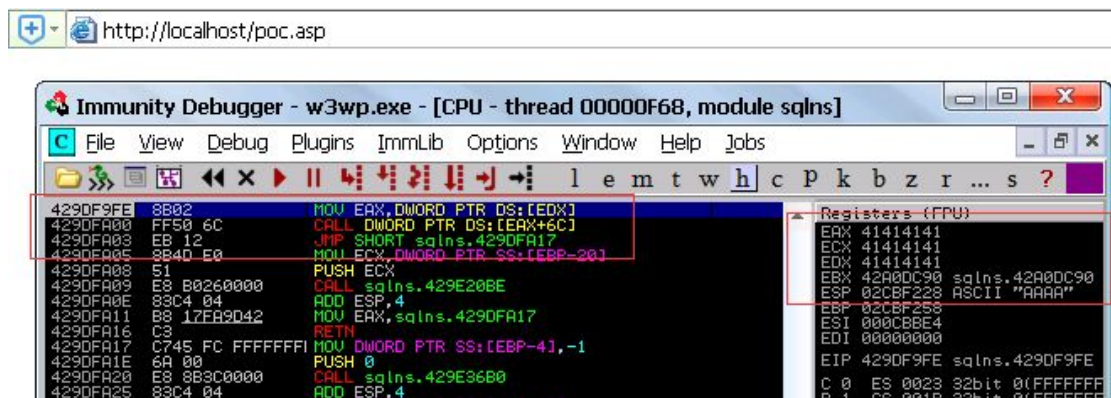 http://localhost/poc.asp
Immunity Debugger - w3wp.exe - [CPU - thread 00000F68, module sqlns]
C File View Debug Plugins ImmLib Options Window Help Jobs
l e m t w h c P k b z r ... s ?
429DF9FE 8B02 MOV EAX,DWORD PTR DS:[EDX]
429DFA00 FF50 6C CALL DWORD PTR DS:[EAX+6C]
429DFA03 EB 12 JMP SHORT sqlns.429DFA17
429DFA05 8B4D E0 MOV ECX,DWORD PTR SS:[EBP-20]
429DFA08 51 PUSH ECX
429DFA09 E8 B0260000 CALL sqlns.429E20BE
429DFA0E 83C4 04 ADD ESP,4
429DFA11 B8 17FA9D42 MOV EAX,sqlns.429DFA17
429DFA16 C3 RETN
429DFA17 C745 FC FFFFFFF MOV DWORD PTR SS:[EBP-4],-1
429DFA1E 6A 00 PUSH 0
429DFA20 E8 8B3C0000 CALL sqlns.429E36B0
429DFA25 83C4 04 ADD ESP,4
Registers (FPU)
EAX 41414141
ECX 41414141
EDX 41414141
EBX 42A0DC90 sqlns.42A0DC90
ESP 02CBF228 ASCII "AAAA"
EBP 02CBF258
ESI 000CBBE4
EDI 00000000
EIP 429DF9FE sqlns.429DF9FE
C 0 ES 0023 32bit 0(FFFFFFFF